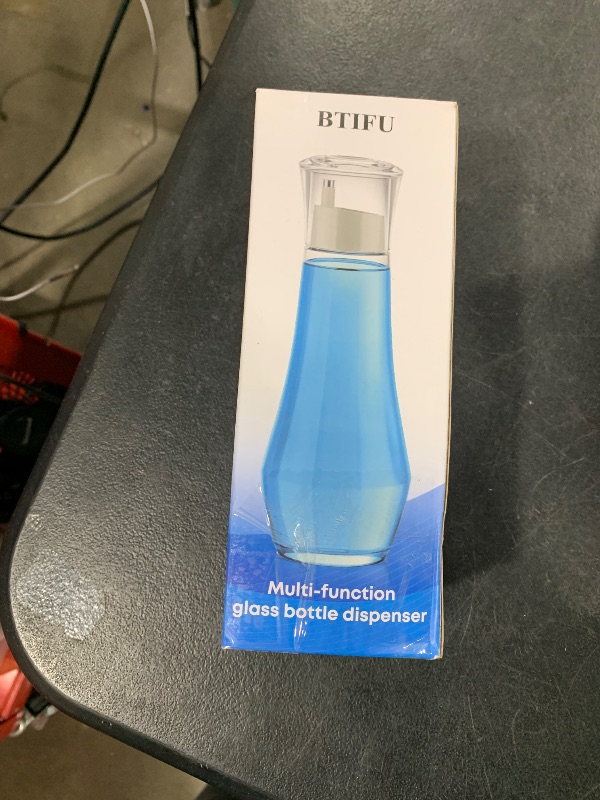 BTIFU
Multi-function
glass bottle dispenser